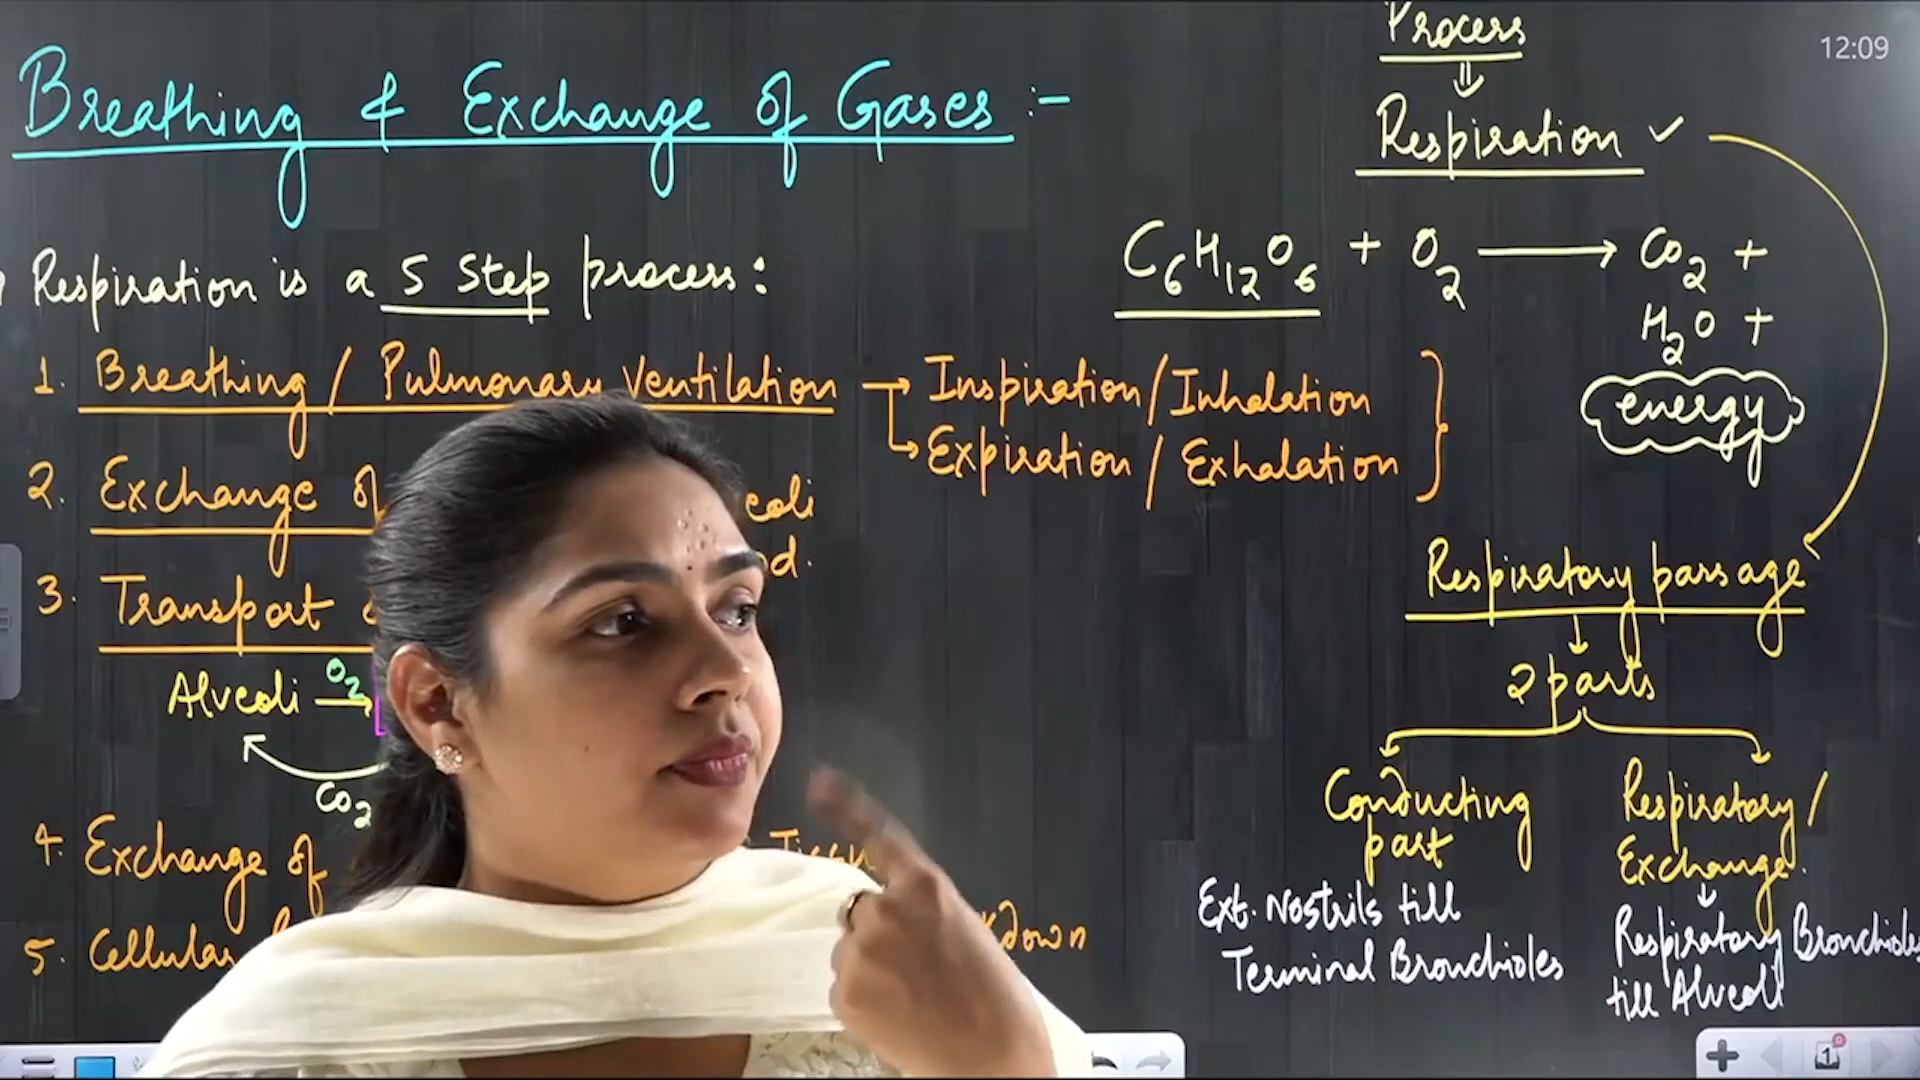 Breathing & Exchange of Gases :-
Respiration is a 5 Step process:
1. Breathing / Pulmonary Ventilation → Inspiration/Inhalation
Expiration / Exhalation
2. Exchange of
3. Transport
Alveoli O2
CO2
4. Exchange of
5. Cellular
Process
Respiration ✓
12:09
C6H12O6 + O2 → CO2 +
H2O +
energy
Respiratory passage
2 parts
Conducting
part
Ext. Nostrils till
Terminal Bronchioles
Respiratory /
Exchange.
Respiratory Bronchioles
till Alveoli
1